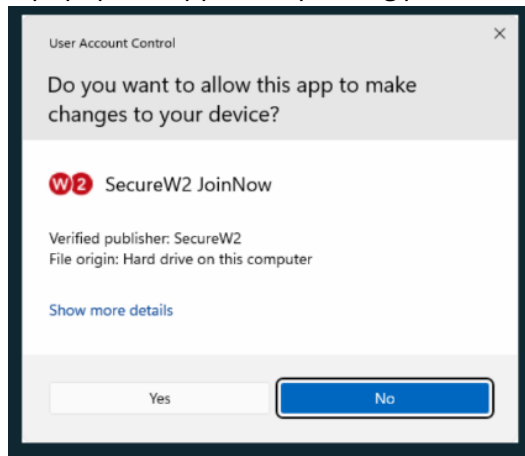 User Account Control
Do you want to allow this app to make
changes to your device?
W2 SecureW2 JoinNow
Verified publisher: SecureW2
File origin: Hard drive on this computer
Show more details
Yes No